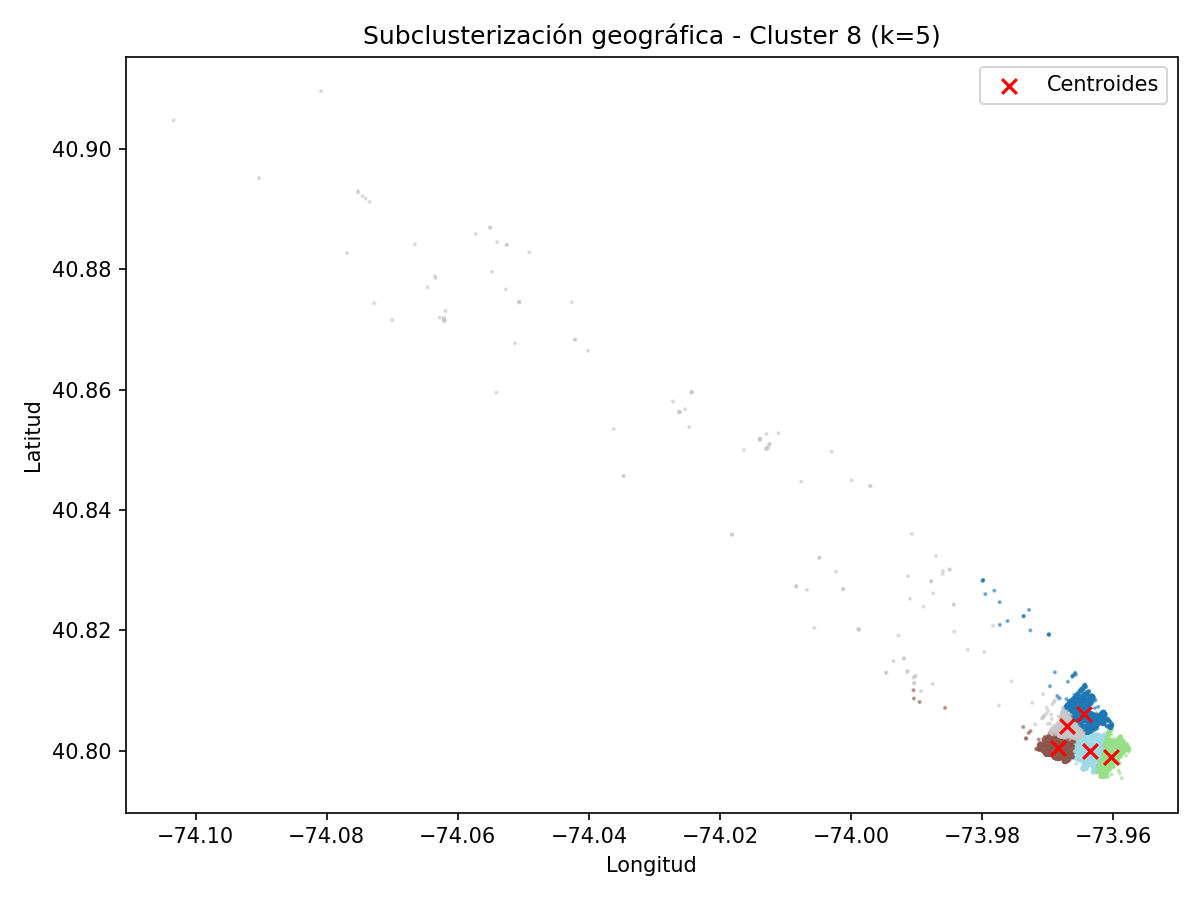 Subclusterización geográfica - Cluster 8 (k=5)
Centroides
Latitud
40.90
40.88
40.86
40.84
40.82
40.80
−74.10 −74.08 −74.06 −74.04 −74.02 −74.00 −73.98 −73.96
Longitud